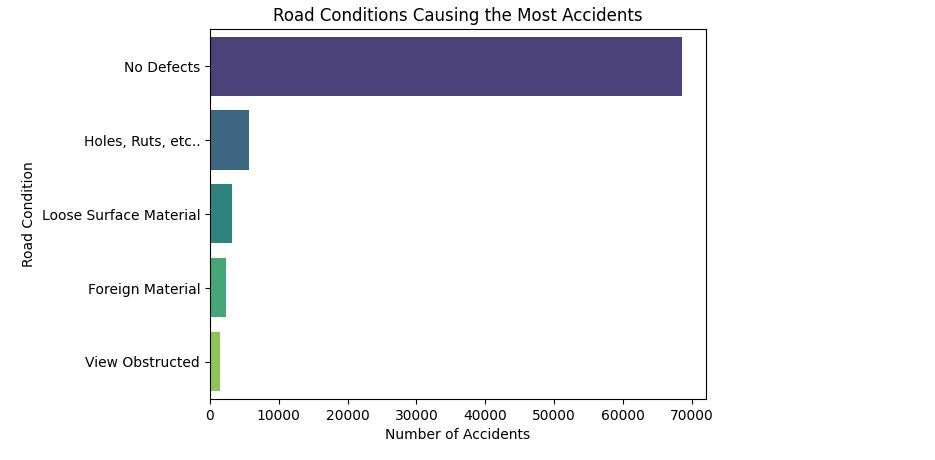 Road Conditions Causing the Most Accidents
No Defects
Holes, Ruts, etc..
Loose Surface Material
Foreign Material
View Obstructed
Road Condition
0 10000 20000 30000 40000 50000 60000 70000
Number of Accidents